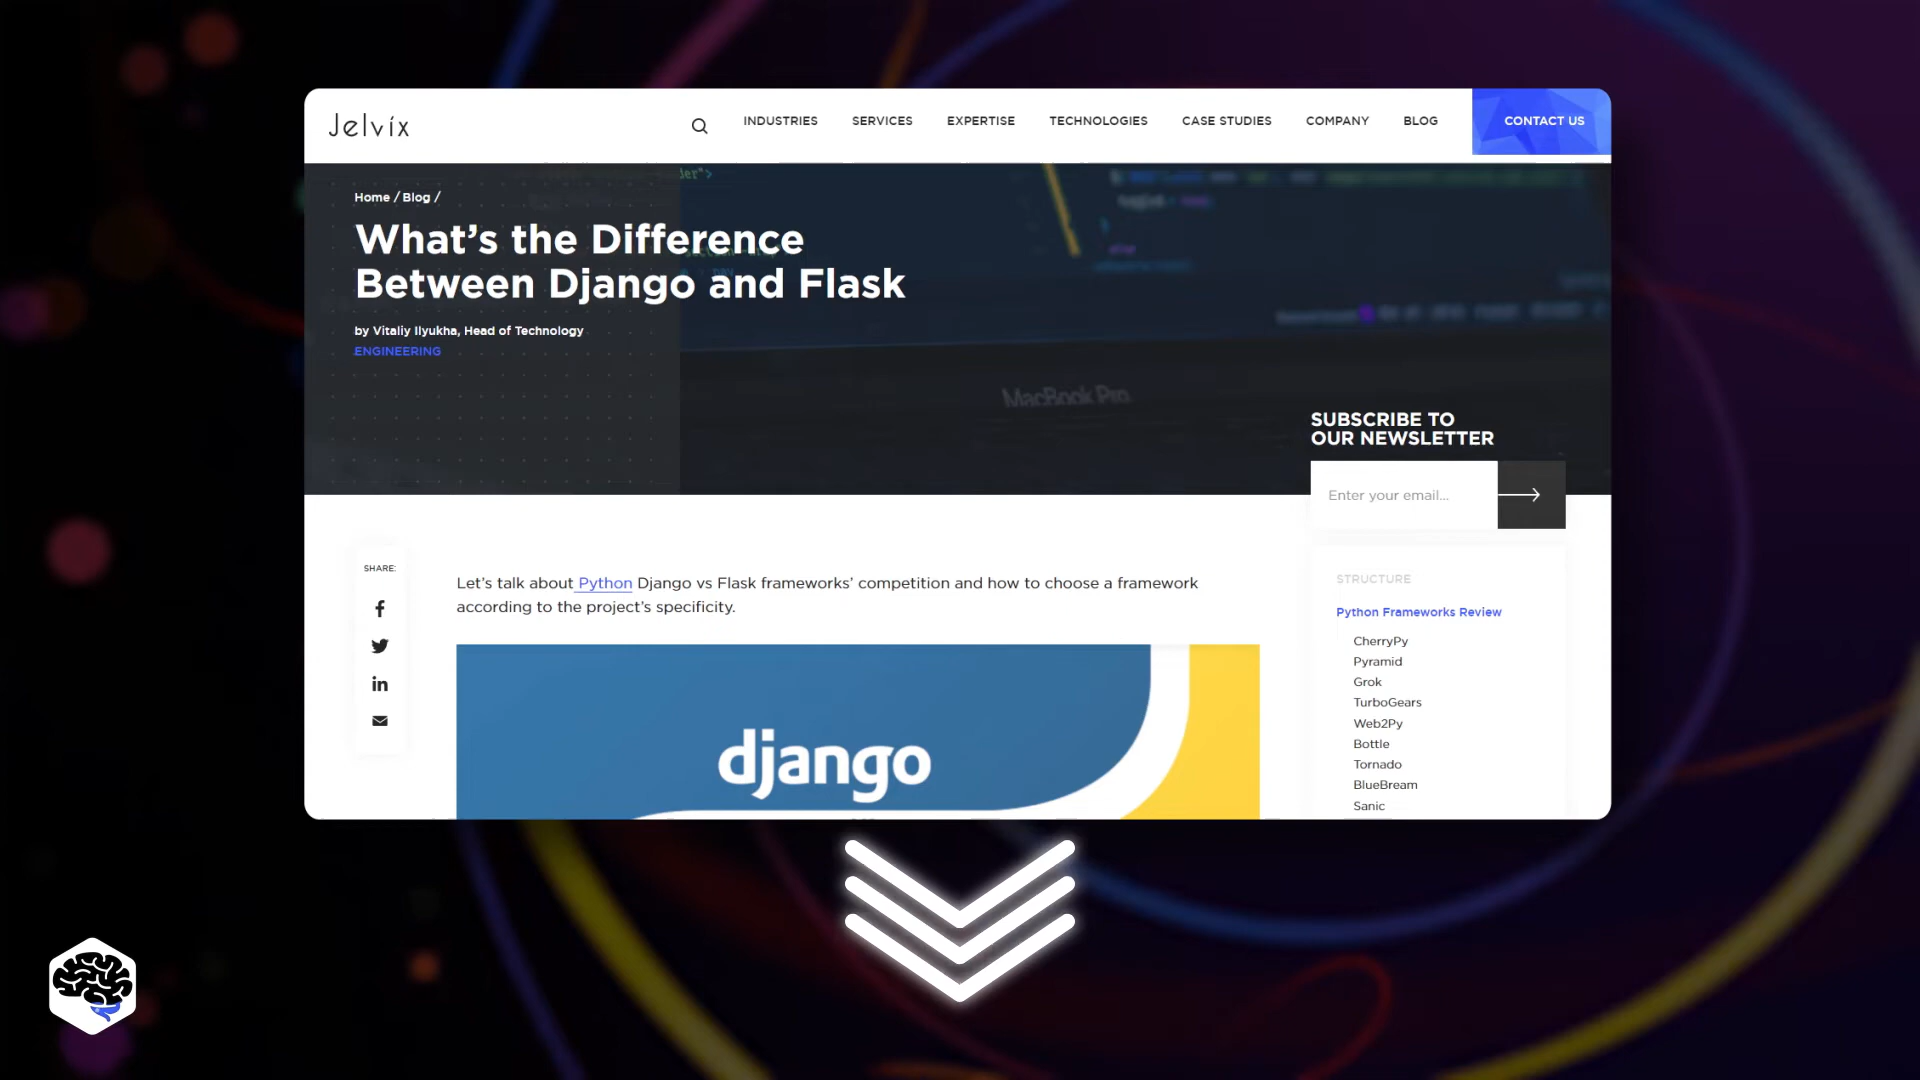 Jelvix
INDUSTRIES SERVICES EXPERTISE TECHNOLOGIES CASE STUDIES COMPANY BLOG CONTACT US
Home / Blog /
What's the Difference
Between Django and Flask
by Vitaliy Ilyukha, Head of Technology
ENGINEERING
MacBook Pro
SUBSCRIBE TO
OUR NEWSLETTER
Enter your email...
SHARE:
Let's talk about Python Django vs Flask frameworks' competition and how to choose a framework
according to the project's specificity.
django
STRUCTURE
Python Frameworks Review
CherryPy
Pyramid
Grok
TurboGears
Web2Py
Bottle
Tornado
BlueBream
Sanic